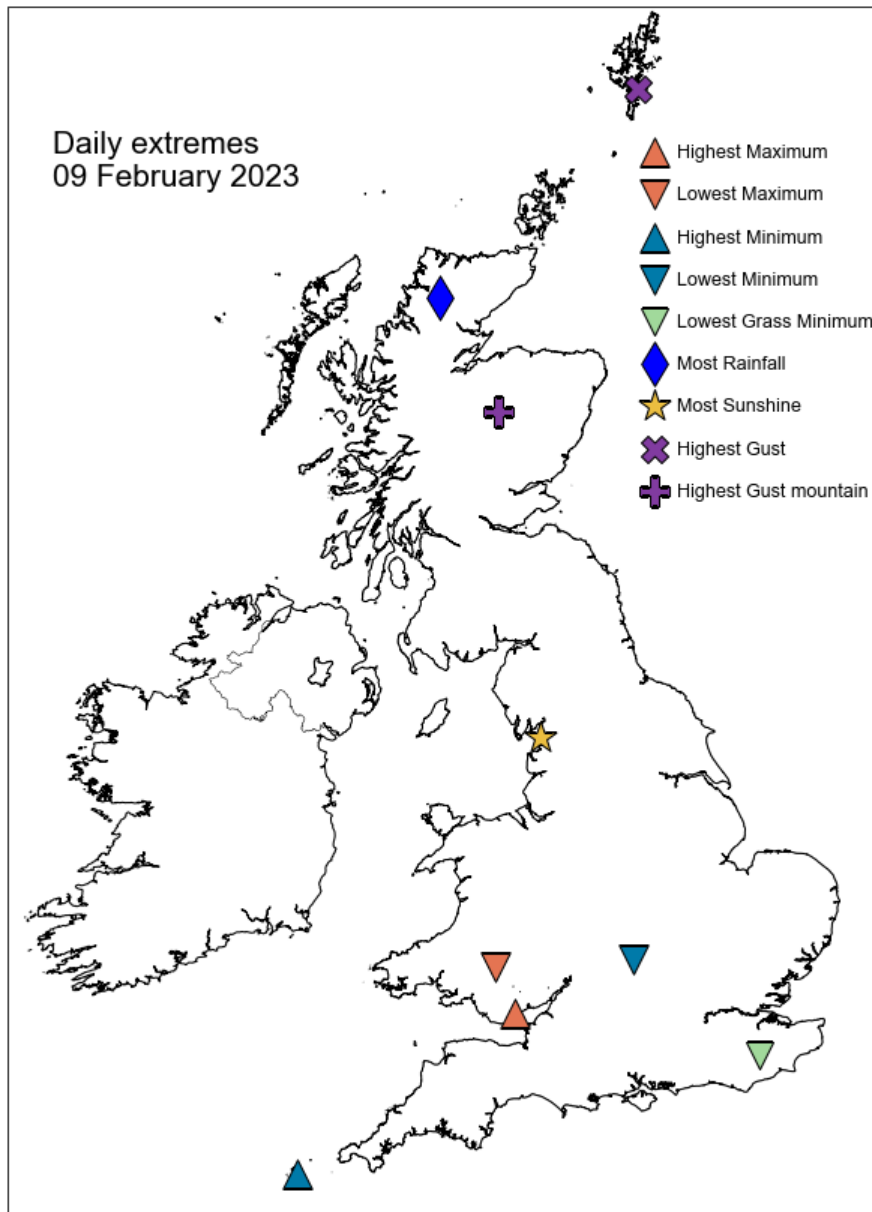 Daily extremes
09 February 2023
Highest Maximum
Lowest Maximum
Highest Minimum
Lowest Minimum
Lowest Grass Minimum
Most Rainfall
Most Sunshine
Highest Gust
Highest Gust mountain